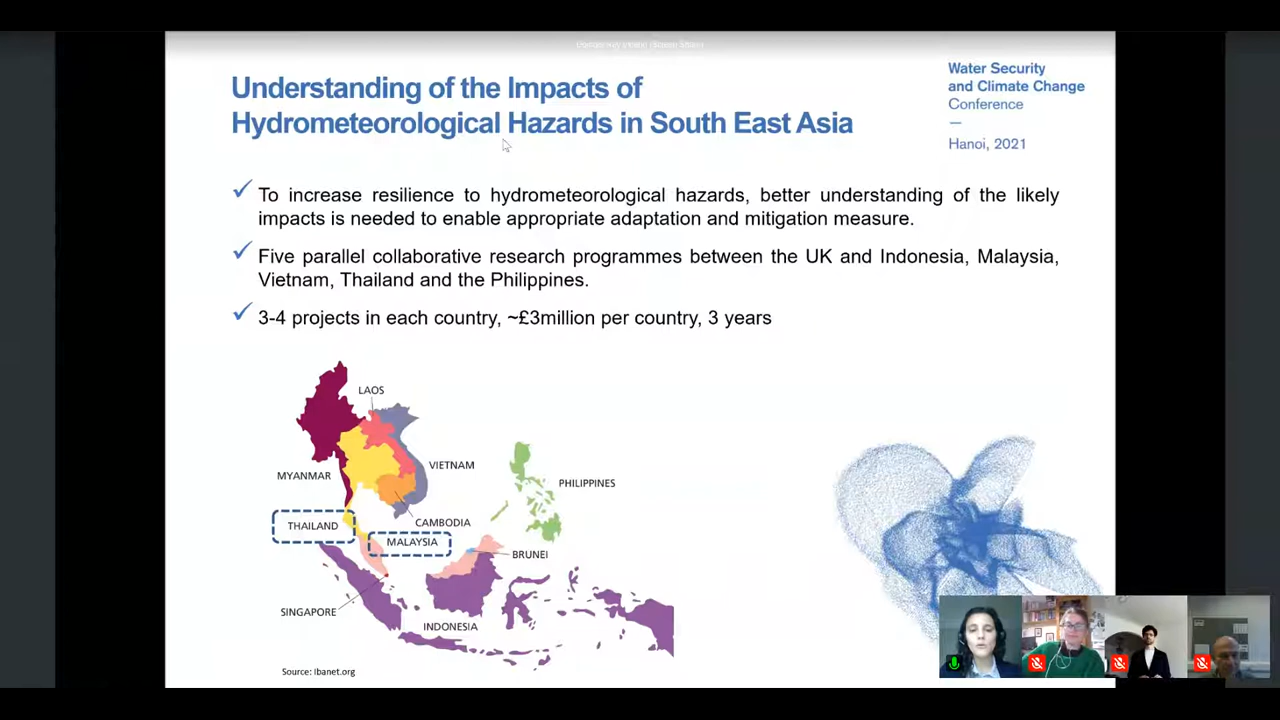 Understanding of the Impacts of
Hydrometeorological Hazards in South East Asia
Water Security
and Climate Change
Conference
—
Hanoi, 2021
To increase resilience to hydrometeorological hazards, better understanding of the likely
impacts is needed to enable appropriate adaptation and mitigation measure.
Five parallel collaborative research programmes between the UK and Indonesia, Malaysia,
Vietnam, Thailand and the Philippines.
3-4 projects in each country, ~£3million per country, 3 years
LAOS
VIETNAM
MYANMAR
PHILIPPINES
THAILAND
CAMBODIA
MALAYSIA
BRUNEI
SINGAPORE
INDONESIA
Source: ibanet.org